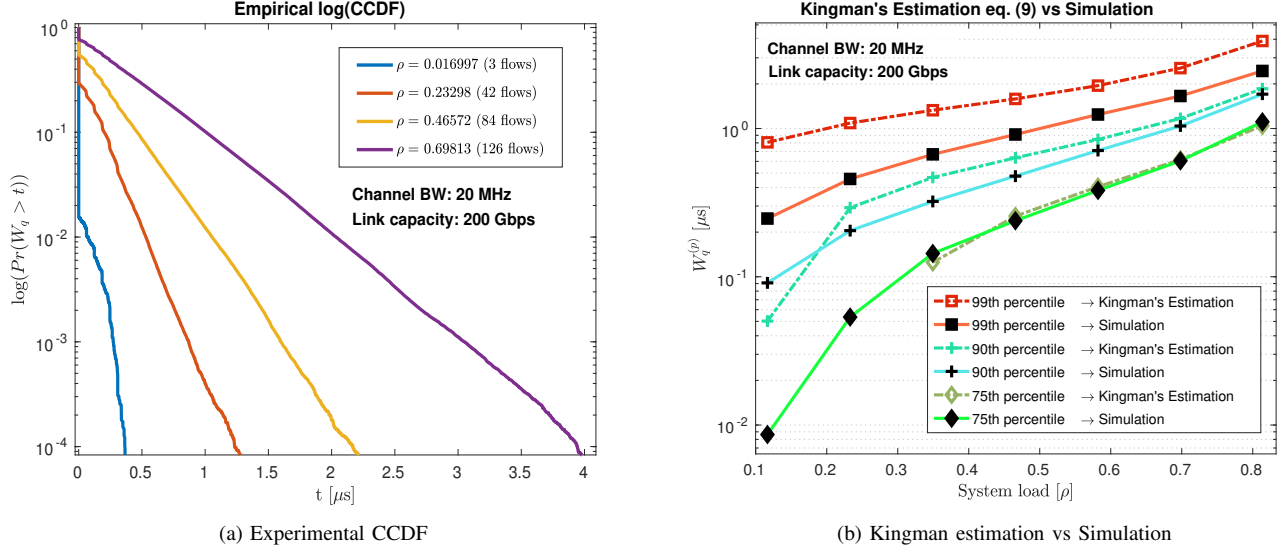 Empirical log(CCDF)
10^0
10^-1
10^-2
10^-3
10^-4
log(Pr(W_q > t))
ρ = 0.016997 (3 flows)
ρ = 0.23298 (42 flows)
ρ = 0.46572 (84 flows)
ρ = 0.69813 (126 flows)
Channel BW: 20 MHz
Link capacity: 200 Gbps
0 0.5 1 1.5 2 2.5 3 3.5 4
t [μs]
(a) Experimental CCDF
Kingman's Estimation eq. (9) vs Simulation
Channel BW: 20 MHz
Link capacity: 200 Gbps
10^0
10^-1
10^-2
W_q^(p) [μs]
99th percentile → Kingman's Estimation
99th percentile → Simulation
90th percentile → Kingman's Estimation
90th percentile → Simulation
75th percentile → Kingman's Estimation
75th percentile → Simulation
0.1 0.2 0.3 0.4 0.5 0.6 0.7 0.8
System load [ρ]
(b) Kingman estimation vs Simulation